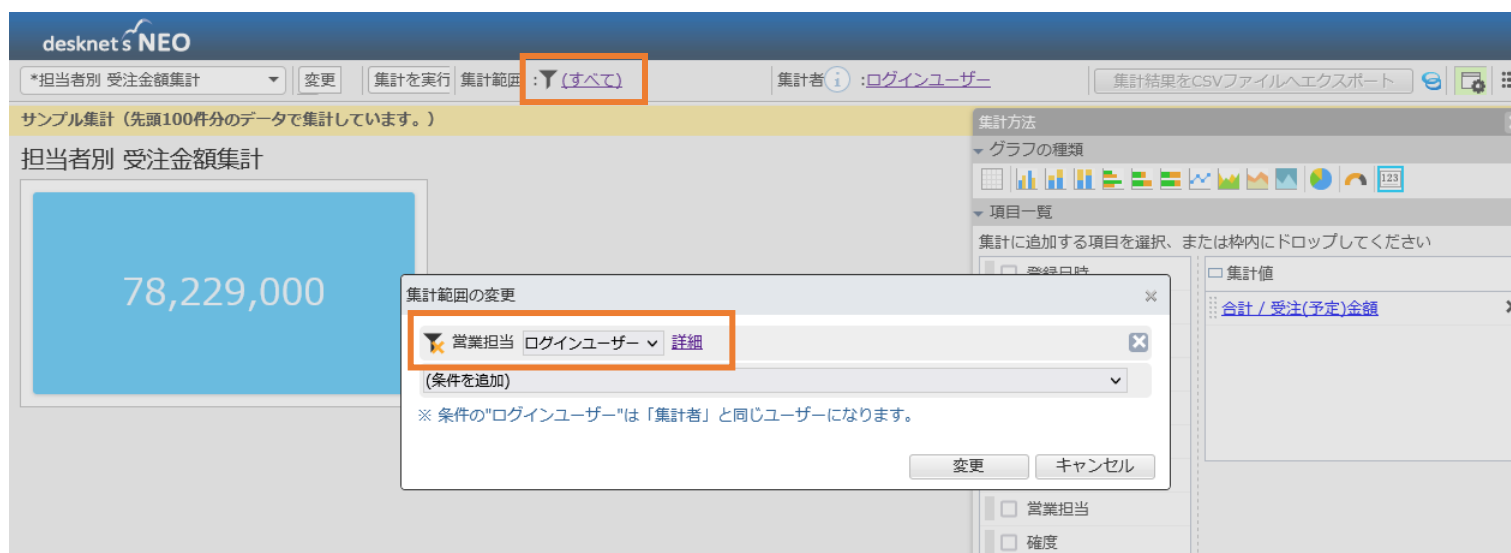 desknet's NEO
*担当者別 受注金額集計 変更 集計を実行 集計範囲 : (すべて) 集計者 i :ログインユーザー 集計結果をCSVファイルへエクスポート
サンプル集計（先頭100件分のデータで集計しています。）
担当者別 受注金額集計
78,229,000
集計方法
グラフの種類
123
項目一覧
集計に追加する項目を選択、または枠内にドロップしてください
登録日時
集計値
合計 / 受注(予定)金額
集計範囲の変更
営業担当 ログインユーザー 詳細
(条件を追加)
※ 条件の"ログインユーザー"は「集計者」と同じユーザーになります。
変更 キャンセル
営業担当
確度